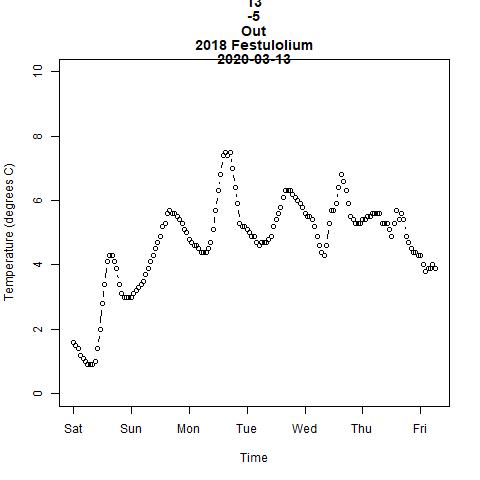 13
-5
Out
2018 Festulolium
2020-03-13
Temperature (degrees C)
10
8
6
4
2
0
Sat Sun Mon Tue Wed Thu Fri
Time